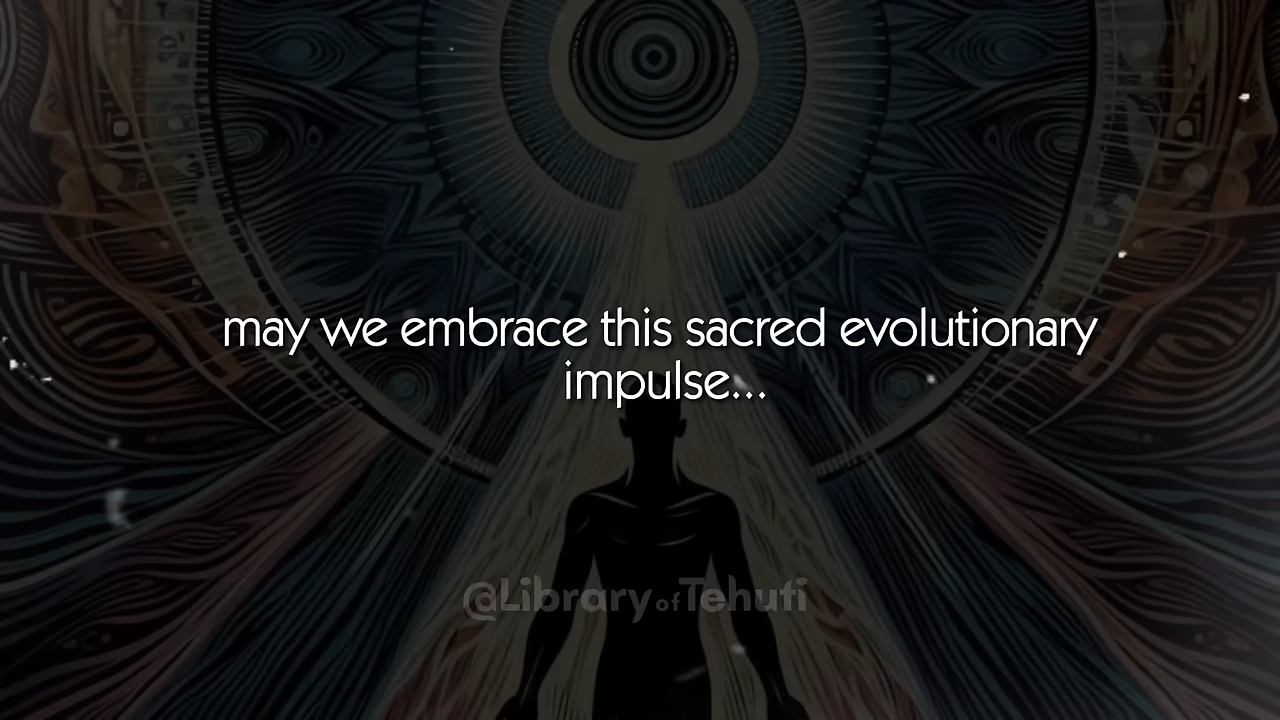 may we embrace this sacred evolutionary
impulse...
@Library of Tehuti